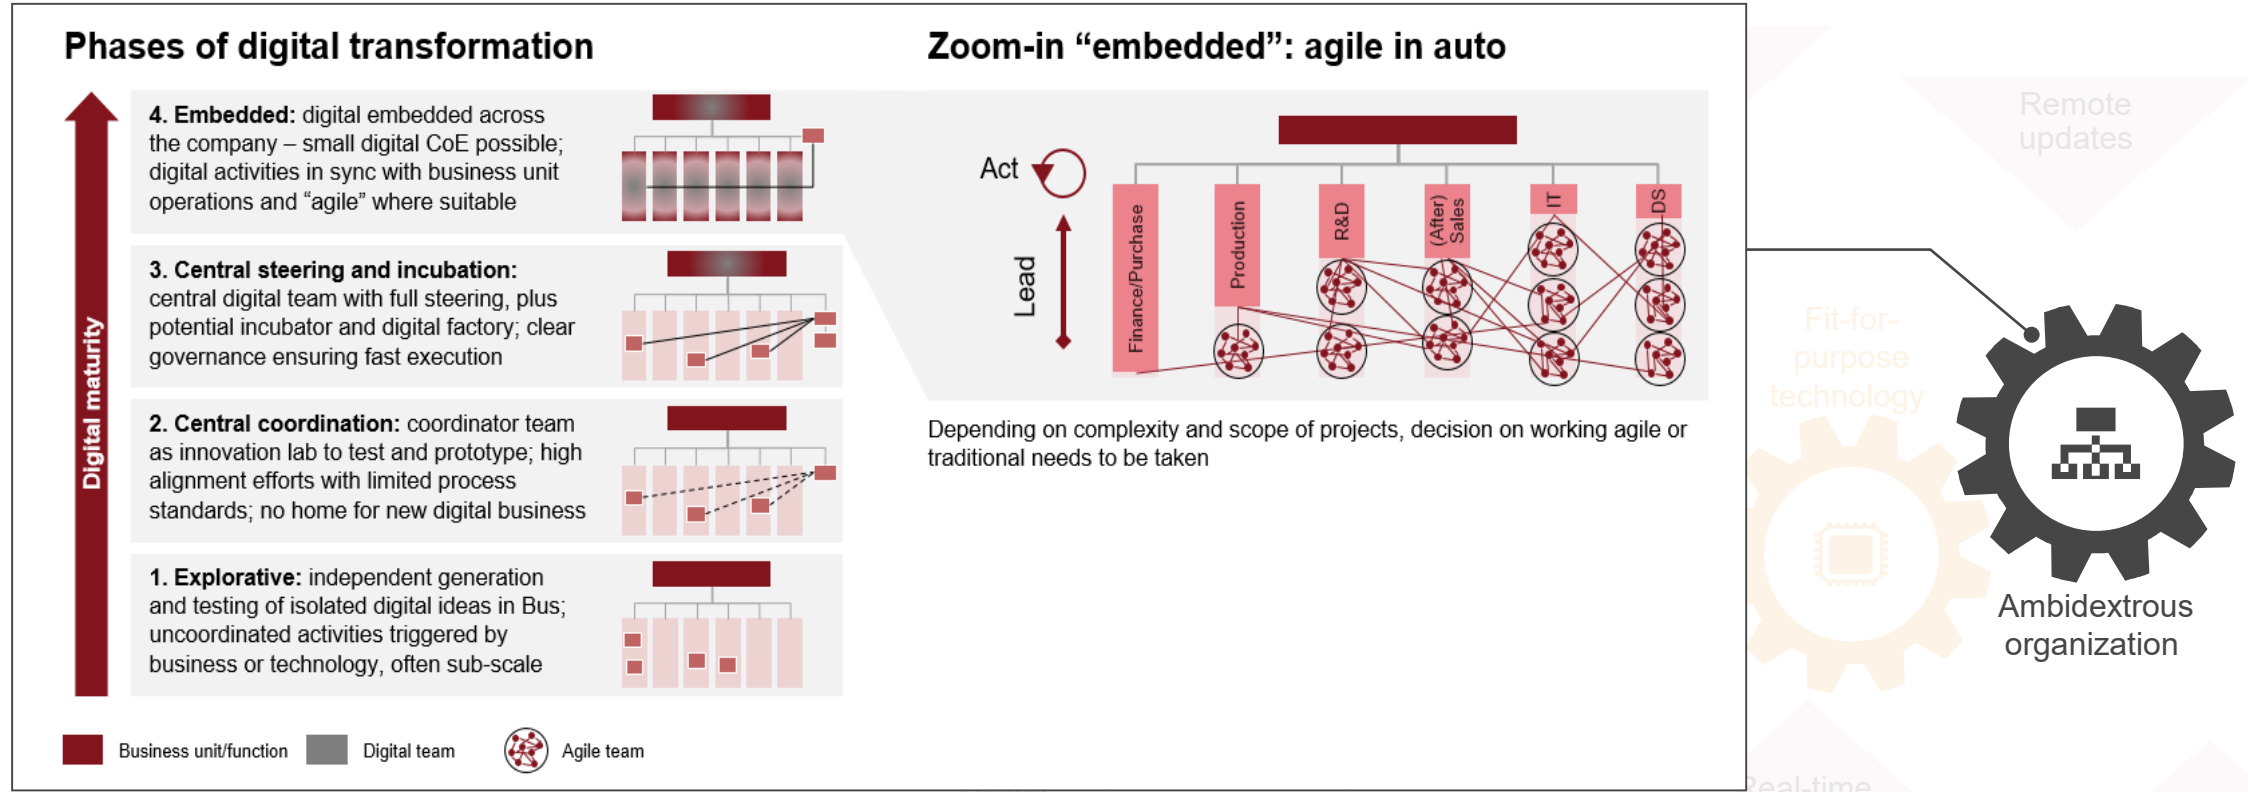 Phases of digital transformation
Digital maturity
4. Embedded: digital embedded across
the company – small digital CoE possible;
digital activities in sync with business unit
operations and “agile” where suitable
3. Central steering and incubation:
central digital team with full steering, plus
potential incubator and digital factory; clear
governance ensuring fast execution
2. Central coordination: coordinator team
as innovation lab to test and prototype; high
alignment efforts with limited process
standards; no home for new digital business
1. Explorative: independent generation
and testing of isolated digital ideas in Bus;
uncoordinated activities triggered by
business or technology, often sub-scale
Business unit/function
Digital team
Agile team
Zoom-in “embedded”: agile in auto
Act
Lead
Finance/Purchase
Production
R&D
(After)
Sales
IT
DS
Depending on complexity and scope of projects, decision on working agile or
traditional needs to be taken
Remote
updates
Fit-for-
purpose
technology
Ambidextrous
organization
Real-time